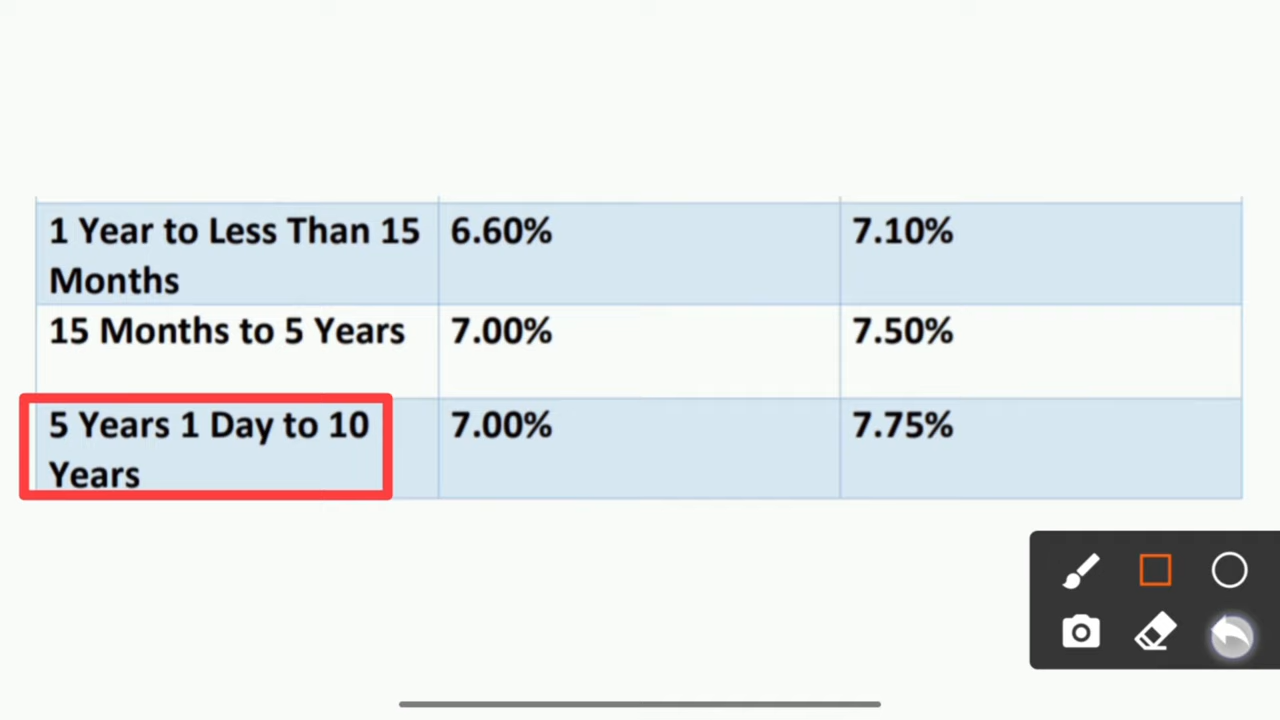 1 Year to Less Than 15 6.60% 7.10%
Months
15 Months to 5 Years 7.00% 7.50%
5 Years 1 Day to 10 7.00% 7.75%
Years